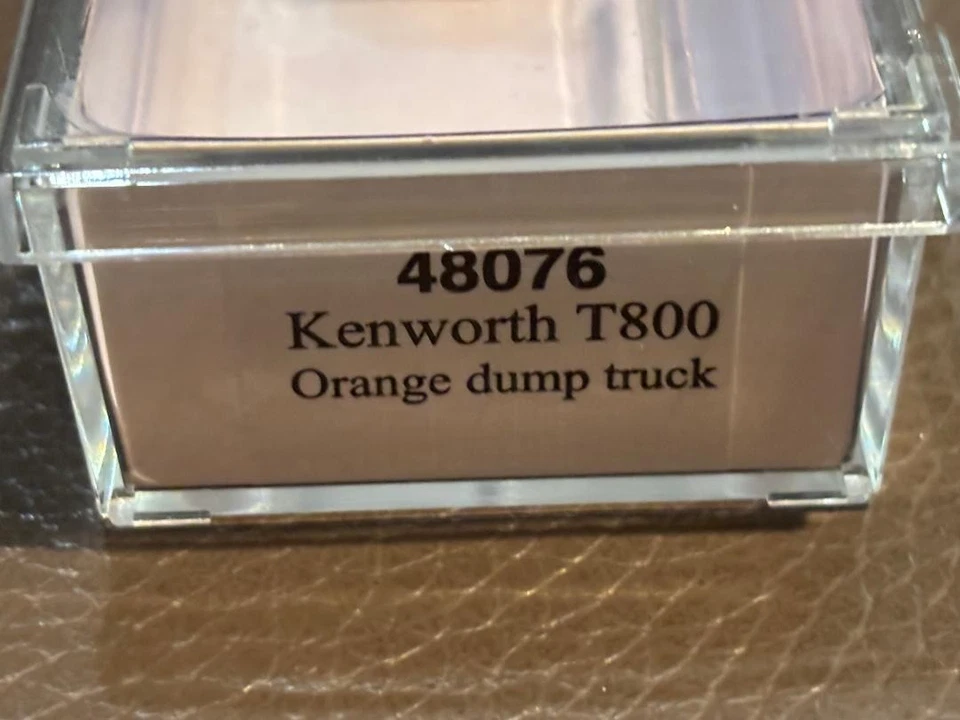 48076
Kenworth T800
Orange dump truck